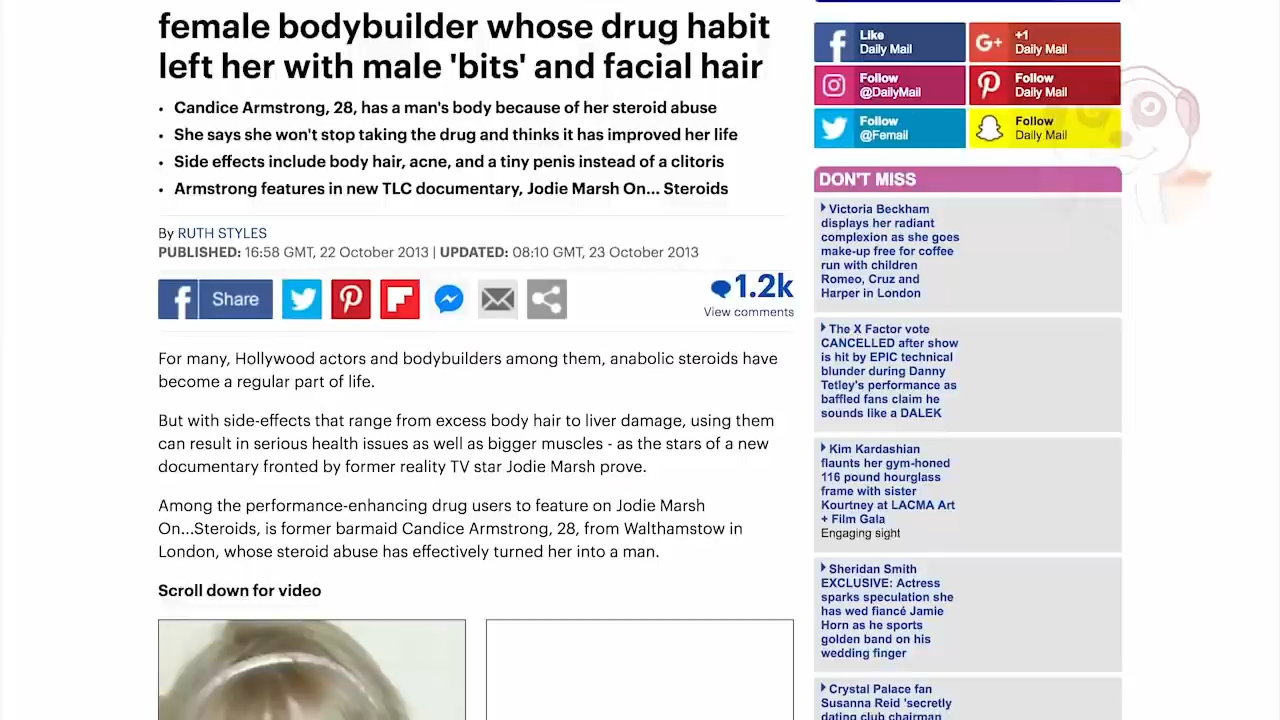 female bodybuilder whose drug habit
left her with male 'bits' and facial hair
• Candice Armstrong, 28, has a man's body because of her steroid abuse
• She says she won't stop taking the drug and thinks it has improved her life
• Side effects include body hair, acne, and a tiny penis instead of a clitoris
• Armstrong features in new TLC documentary, Jodie Marsh On... Steroids
By RUTH STYLES
PUBLISHED: 16:58 GMT, 22 October 2013 | UPDATED: 08:10 GMT, 23 October 2013
Share
1.2k
View comments
For many, Hollywood actors and bodybuilders among them, anabolic steroids have
become a regular part of life.
But with side-effects that range from excess body hair to liver damage, using them
can result in serious health issues as well as bigger muscles - as the stars of a new
documentary fronted by former reality TV star Jodie Marsh prove.
Among the performance-enhancing drug users to feature on Jodie Marsh
On...Steroids, is former barmaid Candice Armstrong, 28, from Walthamstow in
London, whose steroid abuse has effectively turned her into a man.
Scroll down for video
Like
Daily Mail
G+
+1
Daily Mail
Follow
@DailyMail
Follow
Daily Mail
Follow
@Femail
Follow
Daily Mail
DON'T MISS
Victoria Beckham
displays her radiant
complexion as she goes
make-up free for coffee
run with children
Romeo, Cruz and
Harper in London
The X Factor vote
CANCELLED after show
is hit by EPIC technical
blunder during Danny
Tetley's performance as
baffled fans claim he
sounds like a DALEK
Kim Kardashian
flaunts her gym-honed
116 pound hourglass
frame with sister
Kourtney at LACMA Art
+ Film Gala
Engaging sight
Sheridan Smith
EXCLUSIVE: Actress
sparks speculation she
has wed fiancé Jamie
Horn as he sports
golden band on his
wedding finger
Crystal Palace fan
Susanna Reid 'secretly
dating club chairman